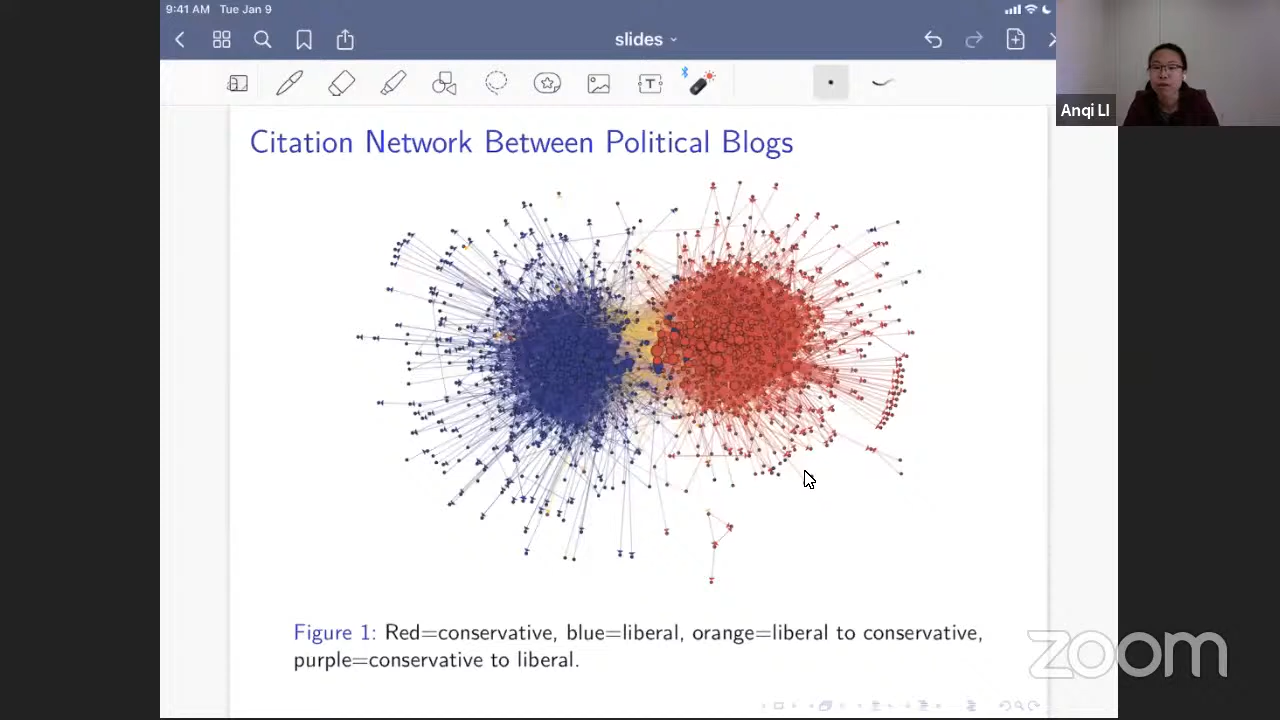 9:41 AM Tue Jan 9
slides
T
Anqi LI
Citation Network Between Political Blogs
Figure 1: Red=conservative, blue=liberal, orange=liberal to conservative,
purple=conservative to liberal.
zoom